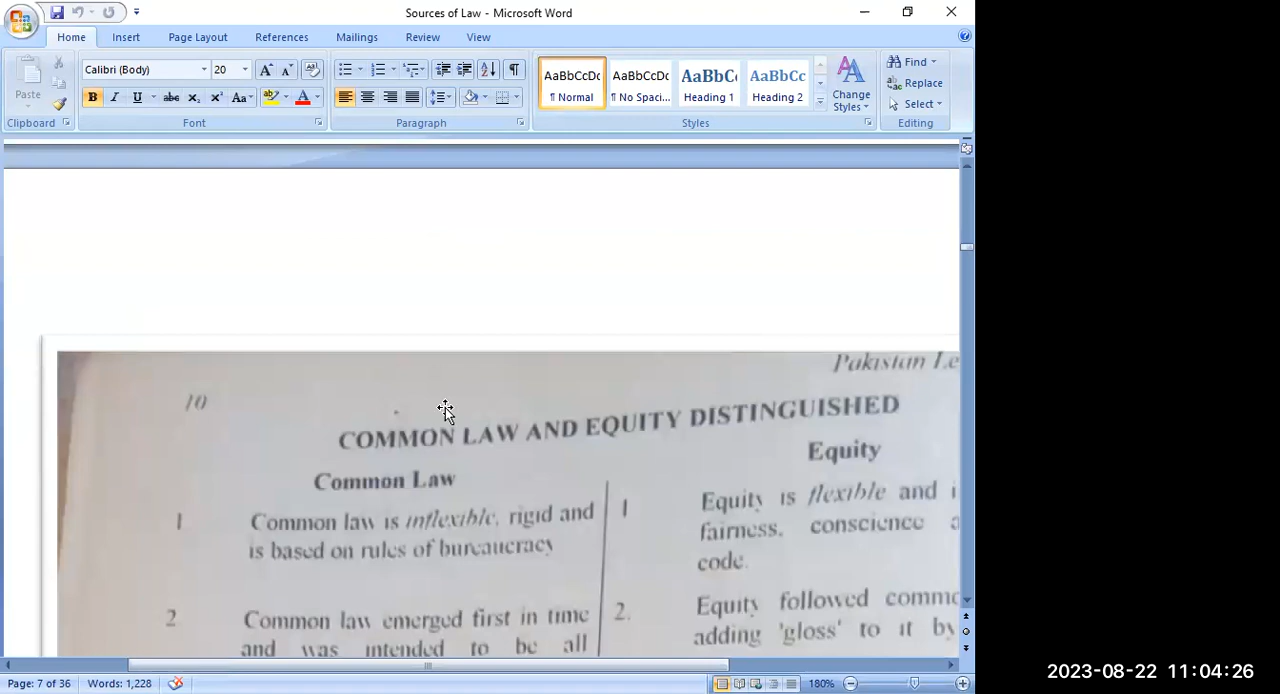 Sources of Law - Microsoft Word
Home Insert Page Layout References Mailings Review View
Paste
Calibri (Body) 20
AaBbCcDc AaBbCcDc AaBbC AaBbCc
¶ Normal ¶ No Spaci... Heading 1 Heading 2
Change Styles
Find
Replace
Select
Clipboard Font Paragraph Styles Editing
Pakistan Le
10
COMMON LAW AND EQUITY DISTINGUISHED
Common Law
1 Common law is inflexible, rigid and
is based on rules of bureaucracy
2 Common law emerged first in time
and was intended to be all
Equity
1 Equity is flexible and i
fairness, conscience a
code.
2. Equity followed commo
adding 'gloss' to it by
Page: 7 of 36 Words: 1,228 180%
2023-08-22 11:04:26